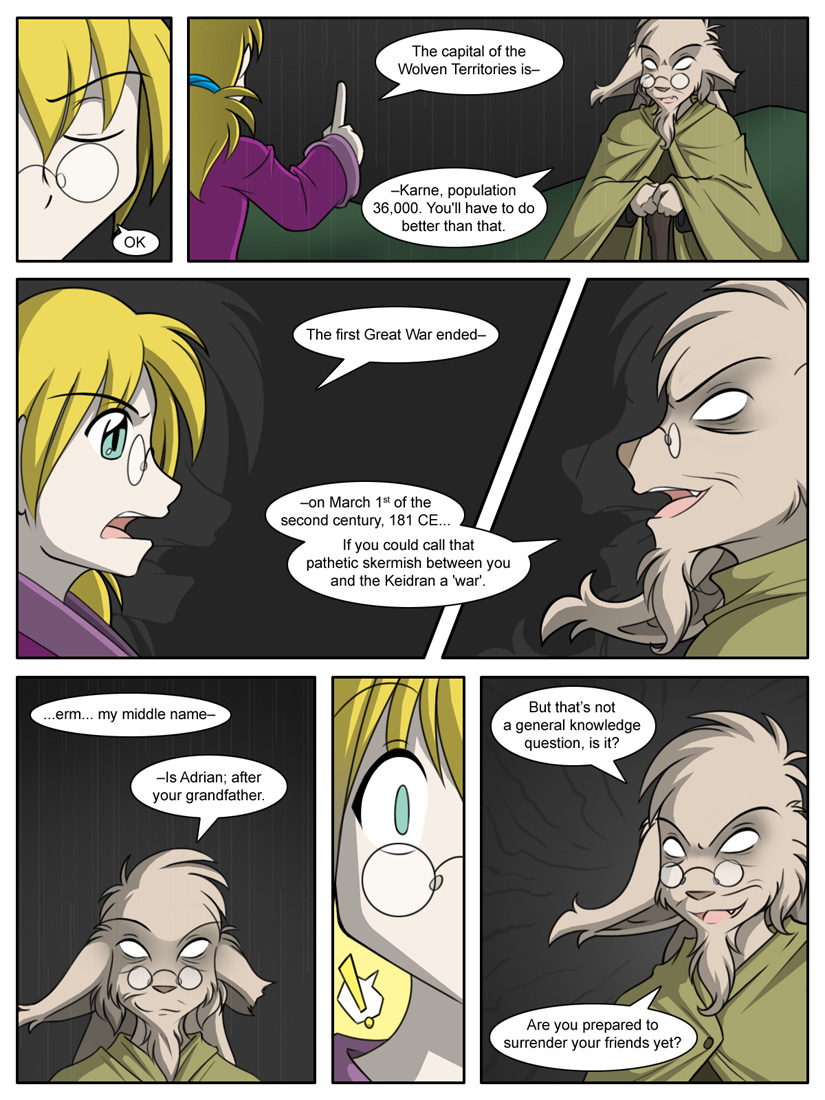 OK
The capital of the
Wolven Territories is–
–Karne, population
36,000. You'll have to do
better than that.
The first Great War ended–
–on March 1st of the
second century, 181 CE...
If you could call that
pathetic skermish between you
and the Keidran a 'war'.
...erm... my middle name–
–Is Adrian; after
your grandfather.
!
But that's not
a general knowledge
question, is it?
Are you prepared to
surrender your friends yet?